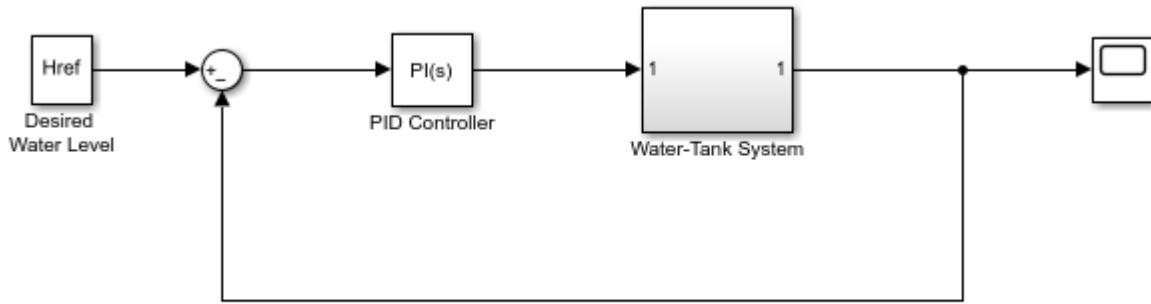 Href
Desired
Water Level
+
−
PI(s)
PID Controller
1
1
Water-Tank System